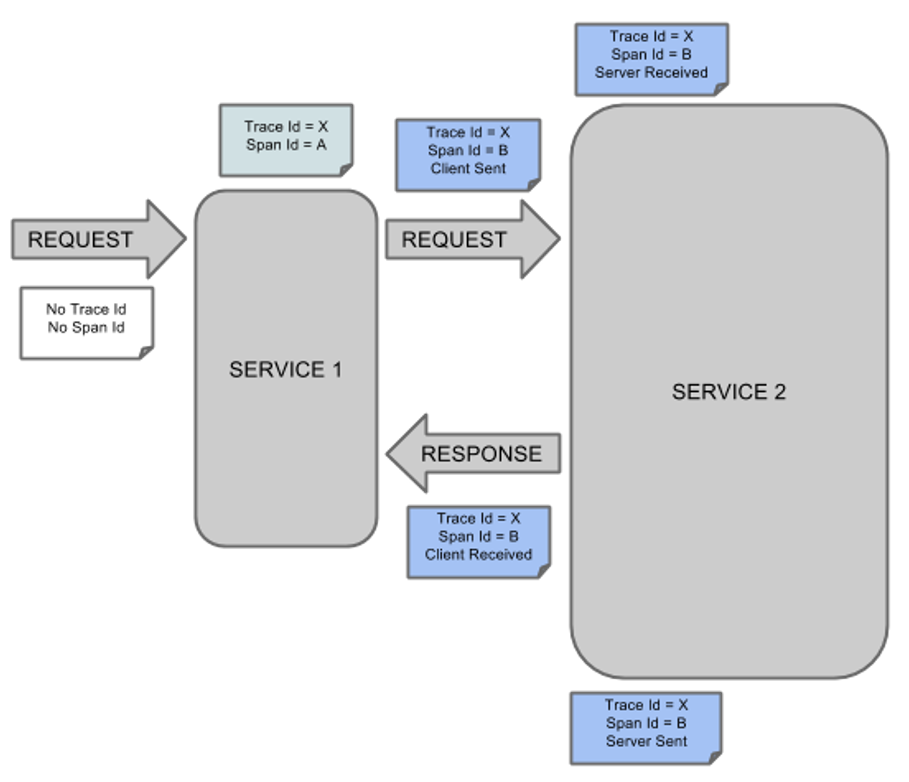 Trace Id = X
Span Id = B
Server Received
Trace Id = X
Span Id = A
Trace Id = X
Span Id = B
Client Sent
REQUEST
REQUEST
No Trace Id
No Span Id
SERVICE 1
SERVICE 2
RESPONSE
Trace Id = X
Span Id = B
Client Received
Trace Id = X
Span Id = B
Server Sent